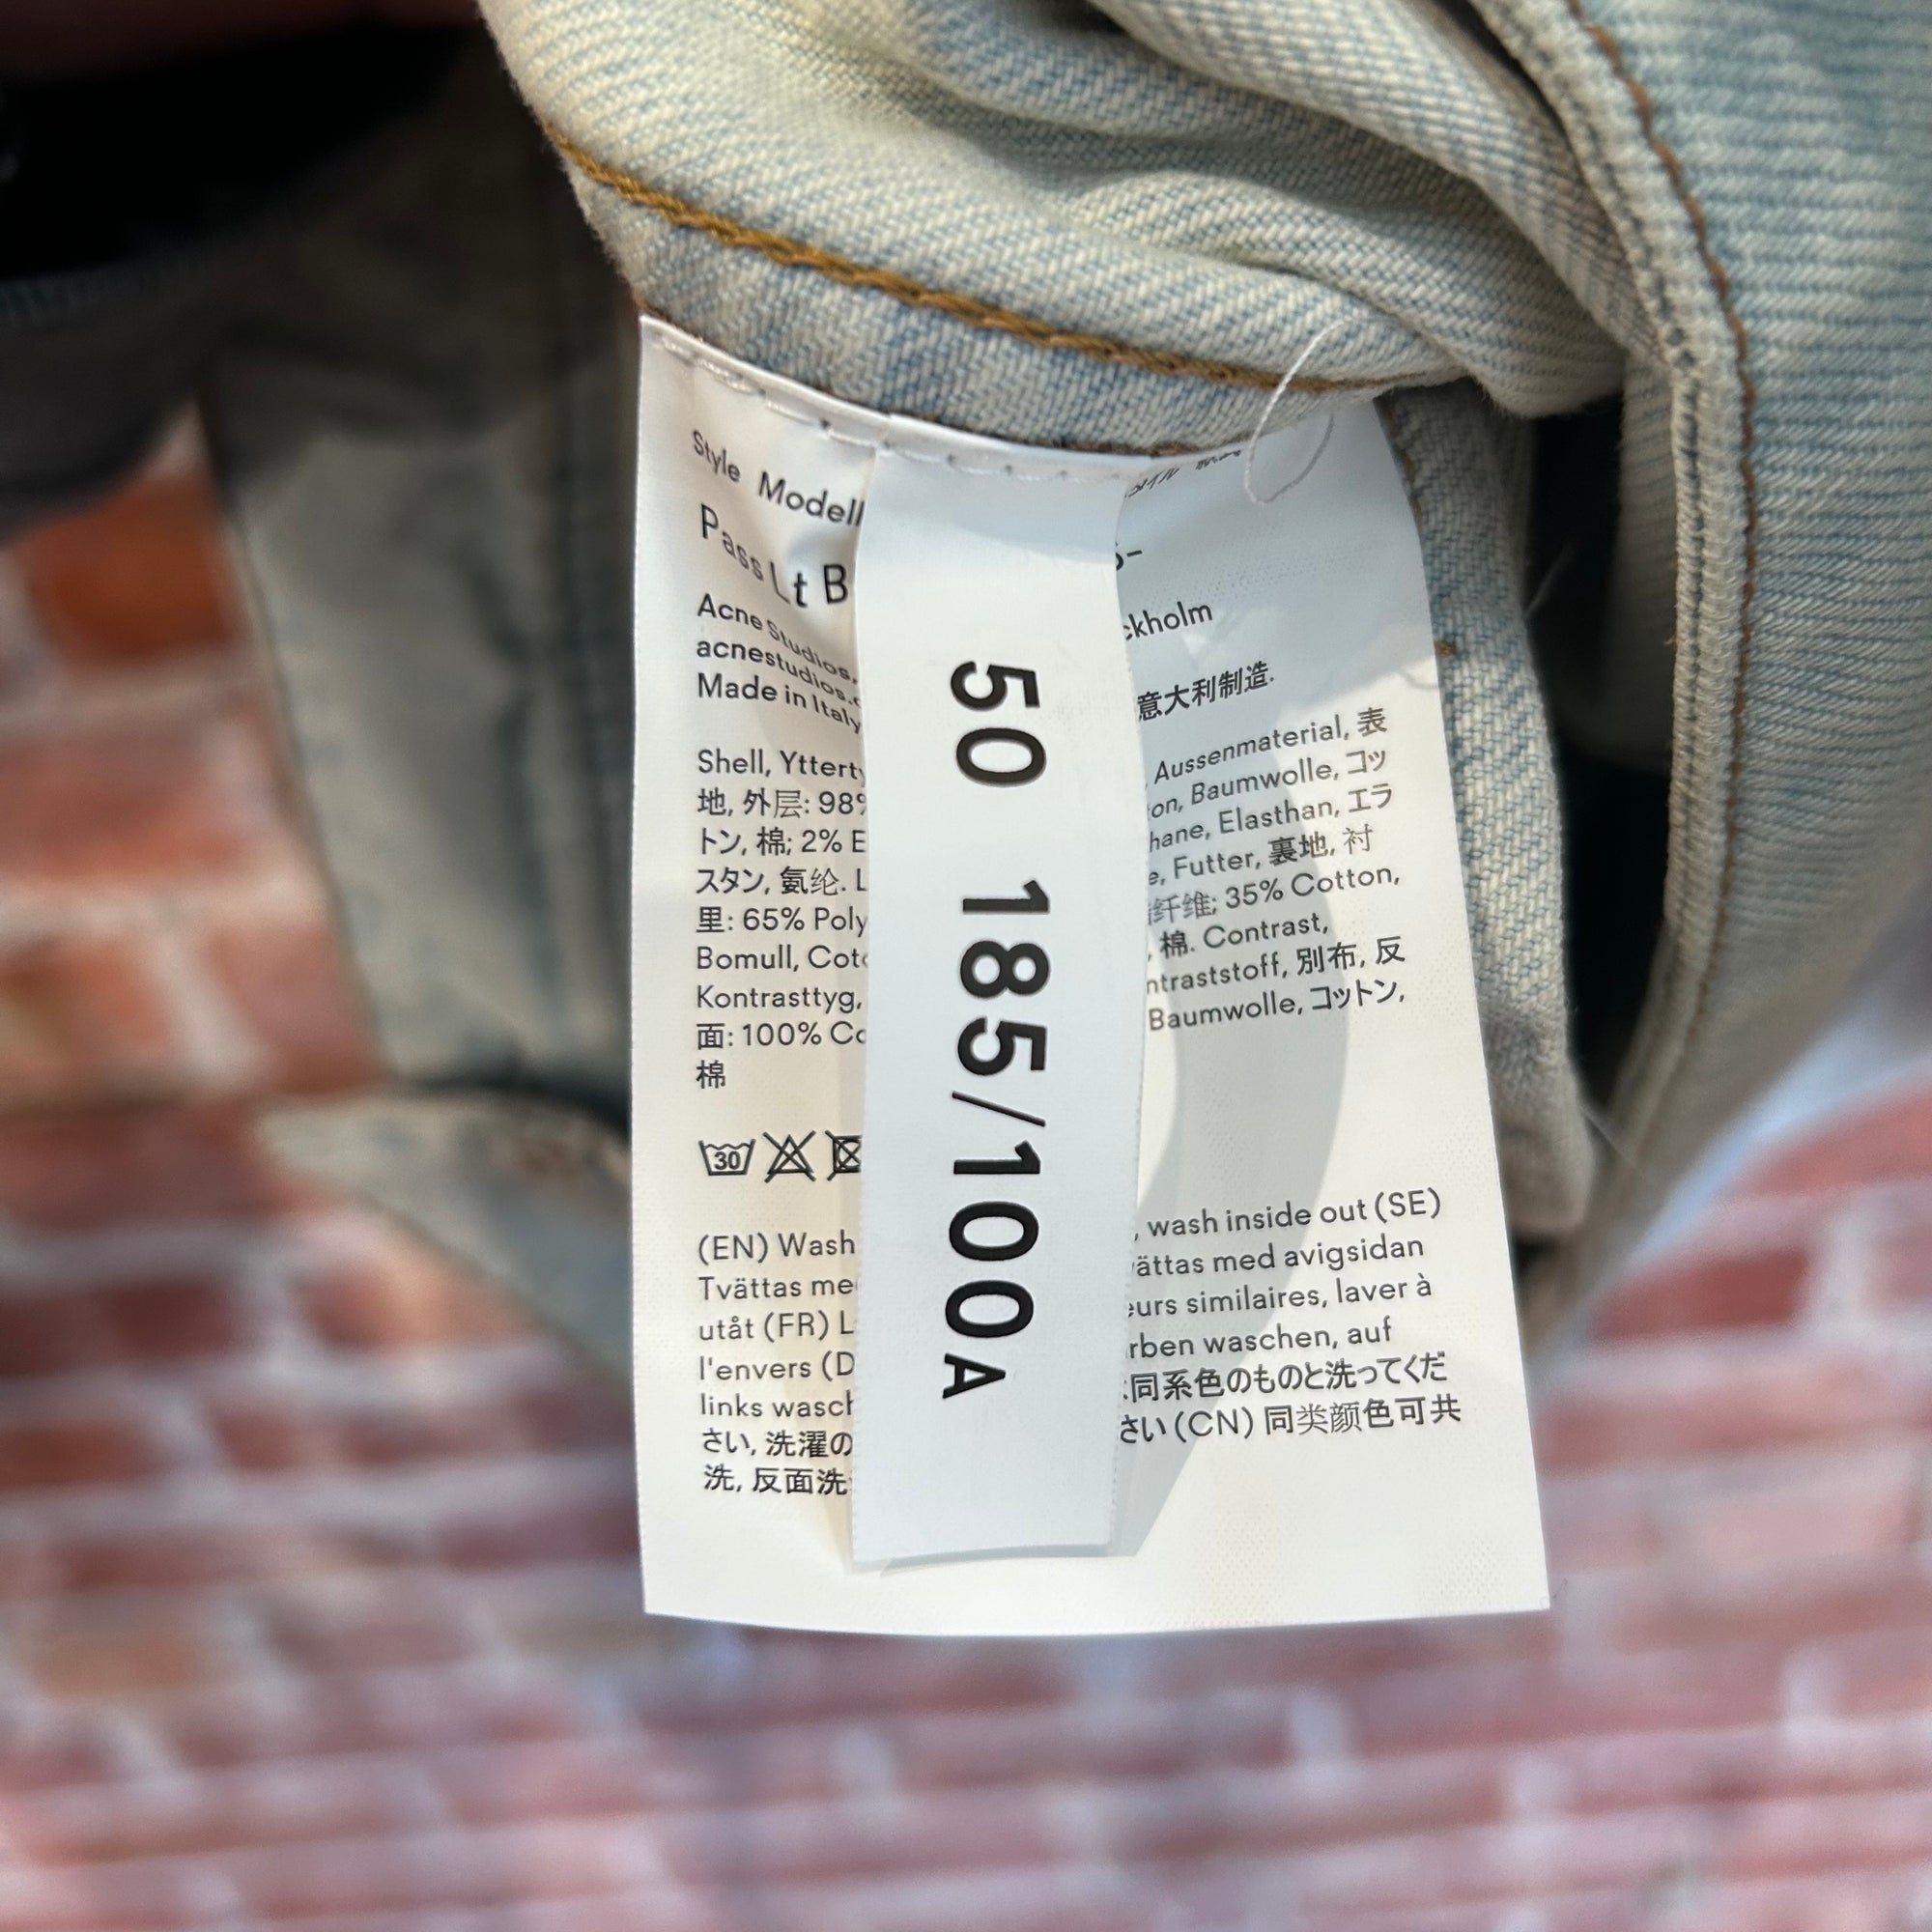 Style Modell
Pass Lt B
Acne Studios,
acnestudios.c
Made in Italy
Shell, Ytterty
地, 外层: 98%
トン, 棉; 2% E
スタン, 氨纶. L
里: 65% Poly
Bomull, Coto
Kontrasttyg,
面: 100% Co
棉
30
(EN) Wash
Tvättas me
utåt (FR) L
l'envers (D
links wasch
さい, 洗濯の
洗, 反面洗
50 185/100A
s-
ckholm
意大利制造.
, Aussenmaterial, 表
on, Baumwolle, コッ
hane, Elasthan, エラ
e, Futter, 裏地, 衬
纤维; 35% Cotton,
, 棉. Contrast,
ntraststoff, 別布, 反
Baumwolle, コットン,
, wash inside out (SE)
vättas med avigsidan
eurs similaires, laver à
rben waschen, auf
同系色のものと洗ってくだ
さい (CN) 同类颜色可共